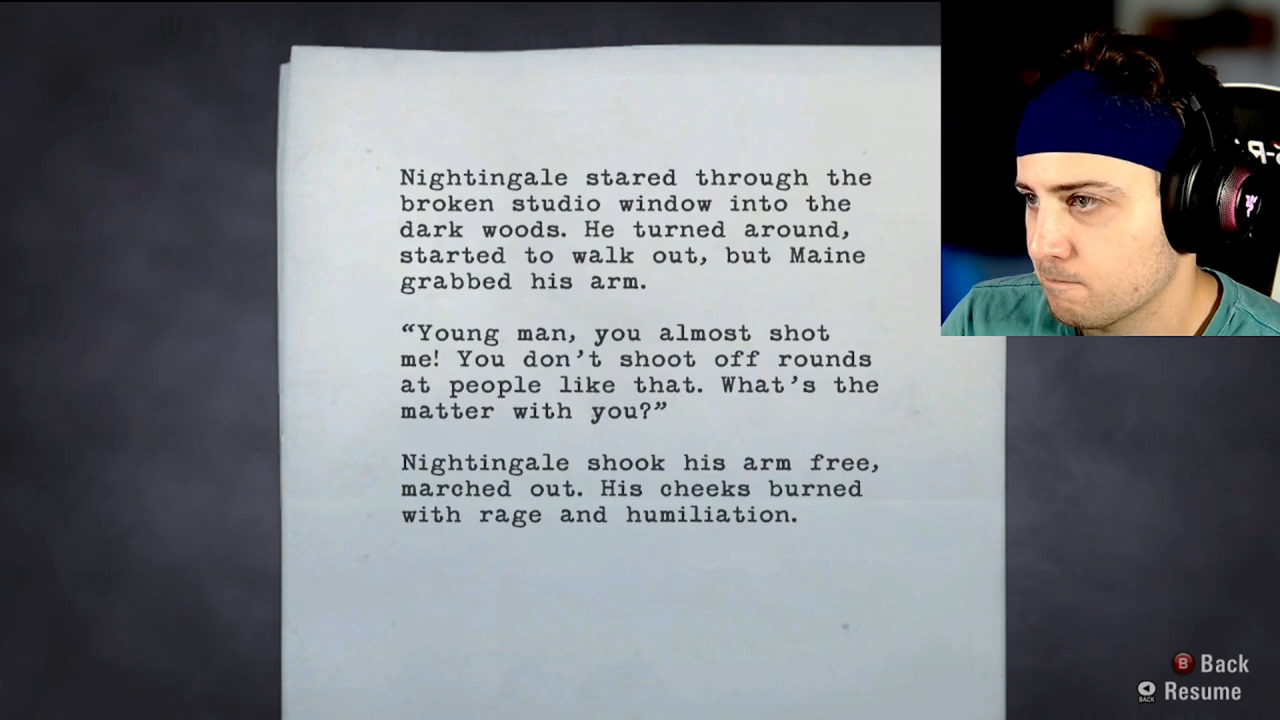 Nightingale stared through the
broken studio window into the
dark woods. He turned around,
started to walk out, but Maine
grabbed his arm.
“Young man, you almost shot
me! You don’t shoot off rounds
at people like that. What’s the
matter with you?”
Nightingale shook his arm free,
marched out. His cheeks burned
with rage and humiliation.
B Back
BACK Resume